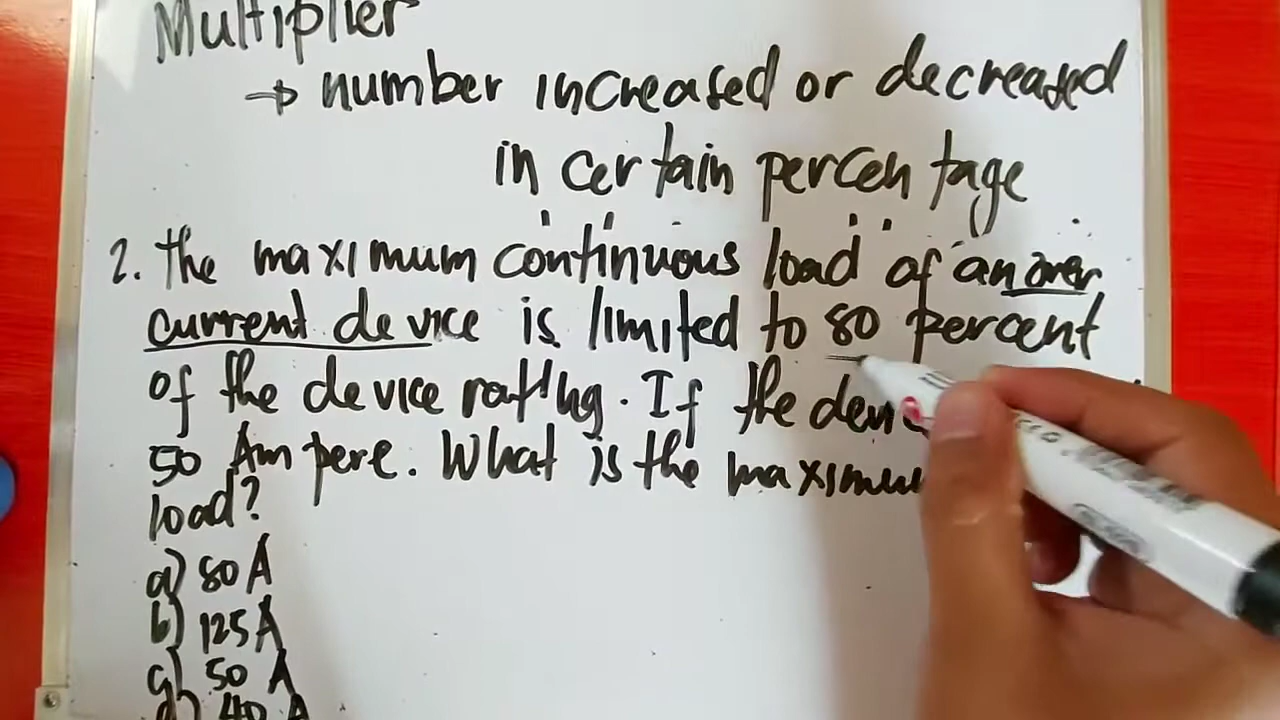 Multiplier
→ number increased or decreased
in certain percentage
2. The maximum continuous load of an over
current device is limited to 80 percent
of the device rating. If the
50 Ampere. What is the
load?
a) 80 A
b) 125 A
c) 50 A
d) 40 A